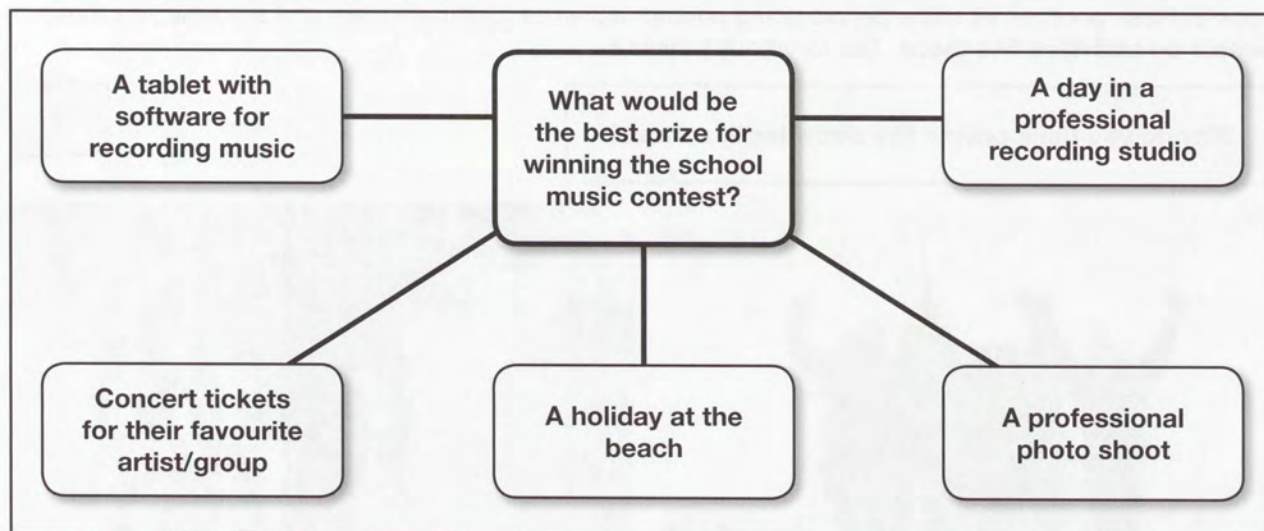 A tablet with
software for
recording music
What would be
the best prize for
winning the school
music contest?
A day in a
professional
recording studio
Concert tickets
for their favourite
artist/group
A holiday at the
beach
A professional
photo shoot